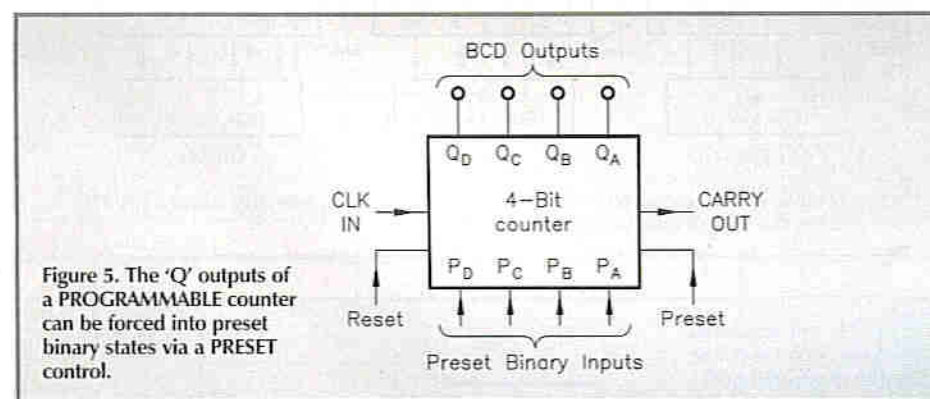 BCD Outputs
Q_D Q_C Q_B Q_A
CLK
IN
4-Bit
counter
CARRY
OUT
P_D P_C P_B P_A
Reset
Preset
Preset Binary Inputs
Figure 5. The 'Q' outputs of
a PROGRAMMABLE counter
can be forced into preset
binary states via a PRESET
control.